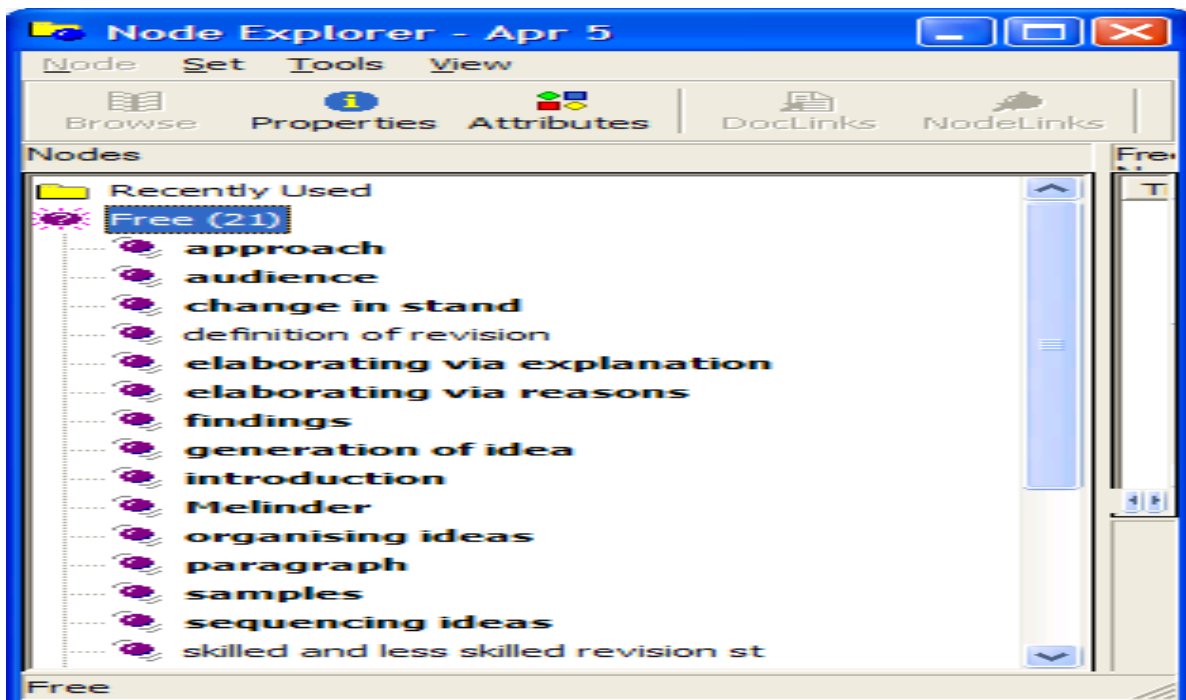 Node Explorer - Apr 5
Node Set Tools View
Browse Properties Attributes DocLinks NodeLinks
Nodes
Recently Used
Free (21)
approach
audience
change in stand
definition of revision
elaborating via explanation
elaborating via reasons
findings
generation of idea
introduction
Melinder
organising ideas
paragraph
samples
sequencing ideas
skilled and less skilled revision st
Free